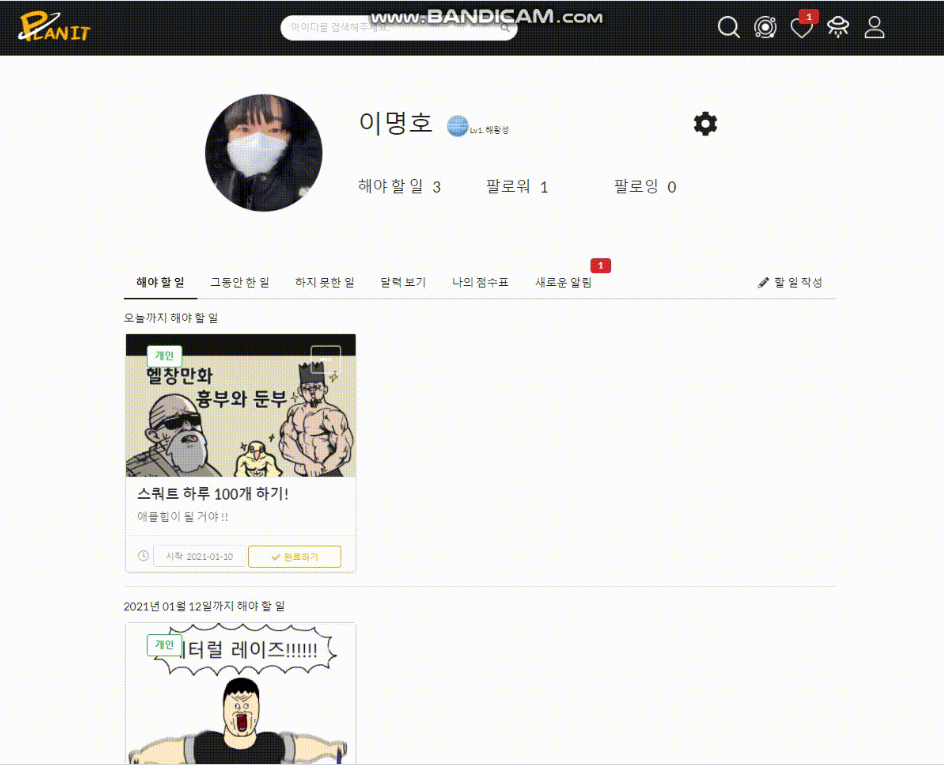 PLANIT
www.BANDICAM.com
아이디를 검색해주세요.
1
이명호
Lv1. 해왕성
해야 할 일 3 팔로워 1 팔로잉 0
1
해야 할 일 그동안 한 일 하지 못한 일 달력 보기 나의 점수표 새로운 알림 할 일 작성
오늘까지 해야 할 일
개인
헬창만화
흉부와 둔부
스쿼트 하루 100개 하기!
애플힙이 될 거야 !!
시작 2021-01-10 완료하기
2021년 01월 12일까지 해야 할 일
개인
터럴 레이즈!!!!!!